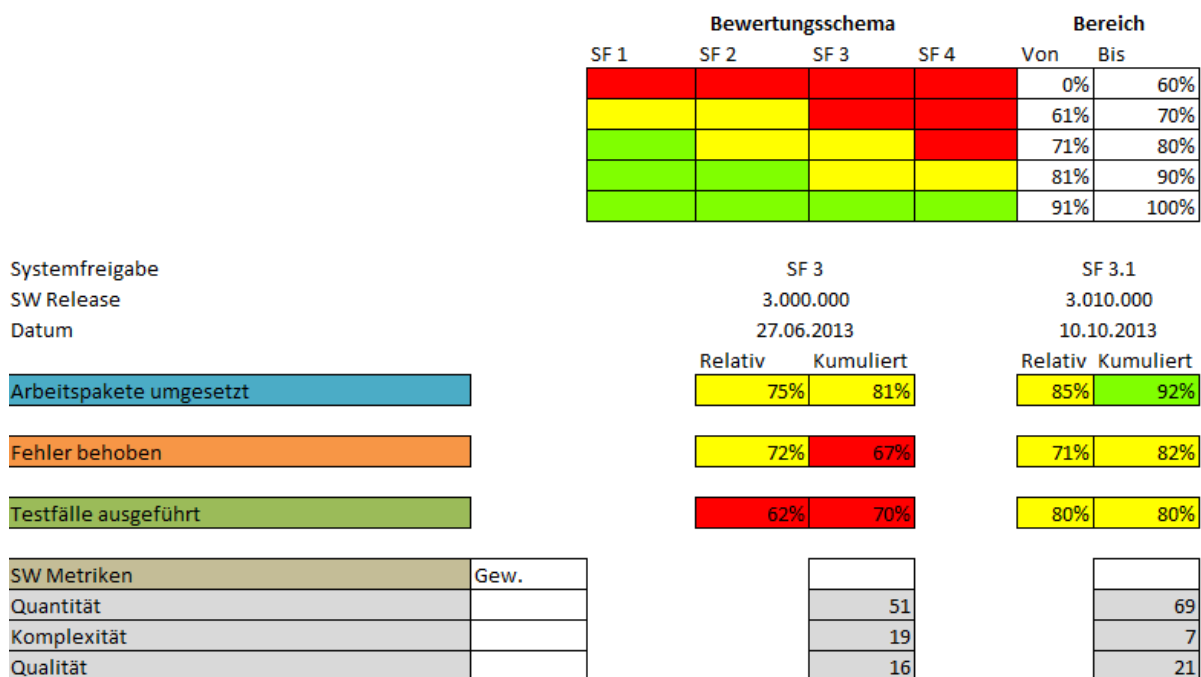 Bewertungsschema Bereich
SF 1 SF 2 SF 3 SF 4 Von Bis
0% 60%
61% 70%
71% 80%
81% 90%
91% 100%
Systemfreigabe SF 3 SF 3.1
SW Release 3.000.000 3.010.000
Datum 27.06.2013 10.10.2013
Relativ Kumuliert Relativ Kumuliert
Arbeitspakete umgesetzt 75% 81% 85% 92%
Fehler behoben 72% 67% 71% 82%
Testfälle ausgeführt 62% 70% 80% 80%
SW Metriken Gew.
Quantität 51 69
Komplexität 19 7
Qualität 16 21